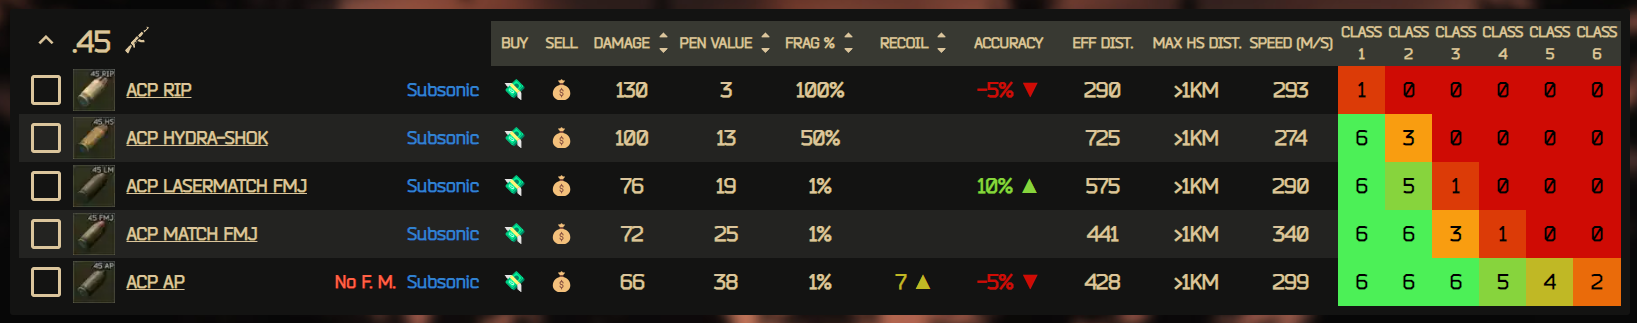 .45 BUY SELL DAMAGE PEN VALUE FRAG % RECOIL ACCURACY EFF DIST. MAX HS DIST. SPEED (M/S) CLASS 1 CLASS 2 CLASS 3 CLASS 4 CLASS 5 CLASS 6
45 RIP ACP RIP Subsonic 130 3 100% -5% ▼ 290 >1KM 293 1 0 0 0 0 0
45 HS ACP HYDRA-SHOK Subsonic 100 13 50% 725 >1KM 274 6 3 0 0 0 0
45 LM ACP LASERMATCH FMJ Subsonic 76 19 1% 10% ▲ 575 >1KM 290 6 5 1 0 0 0
45 FMJ ACP MATCH FMJ Subsonic 72 25 1% 441 >1KM 340 6 6 3 1 0 0
45 AP ACP AP No F. M. Subsonic 66 38 1% 7 ▲ -5% ▼ 428 >1KM 299 6 6 6 5 4 2